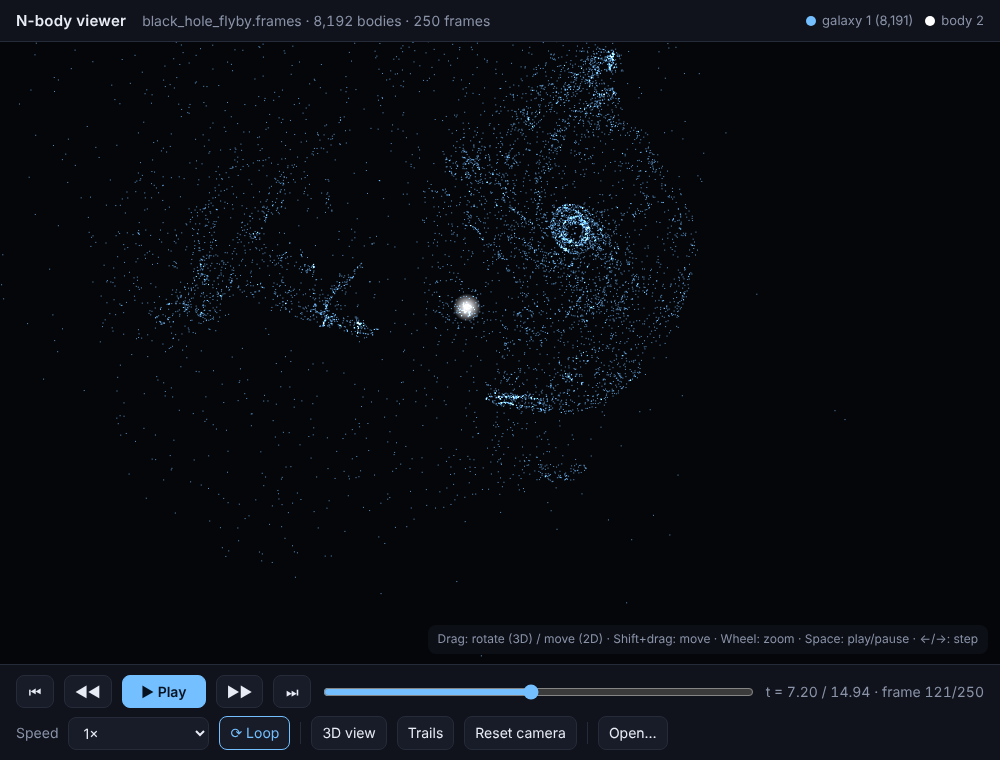 N-body viewer black_hole_flyby.frames · 8,192 bodies · 250 frames galaxy 1 (8,191) body 2
Drag: rotate (3D) / move (2D) · Shift+drag: move · Wheel: zoom · Space: play/pause · ←/→: step
⏮ ◀◀ ▶ Play ▶▶ ⏭ t = 7.20 / 14.94 · frame 121/250
Speed 1× ⟳ Loop 3D view Trails Reset camera Open...